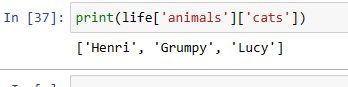 In [37]: print(life['animals']['cats'])
['Henri', 'Grumpy', 'Lucy']